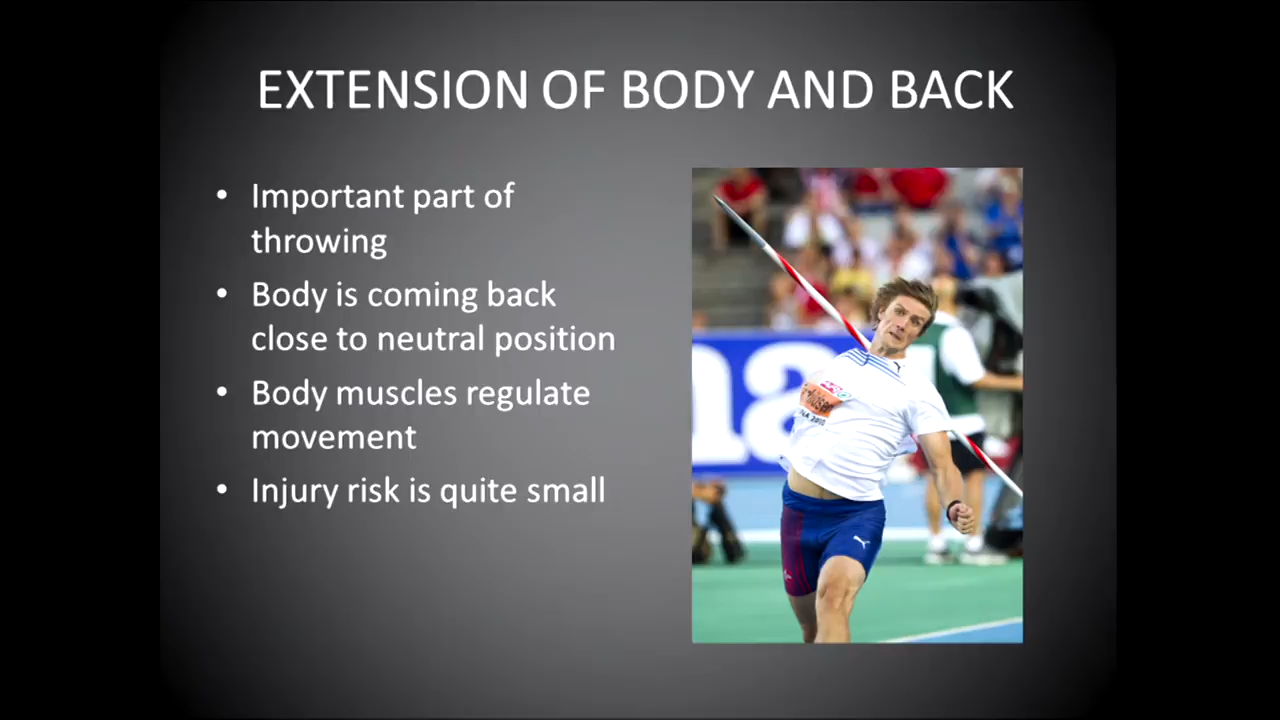 EXTENSION OF BODY AND BACK
• Important part of
throwing
• Body is coming back
close to neutral position
• Body muscles regulate
movement
• Injury risk is quite small